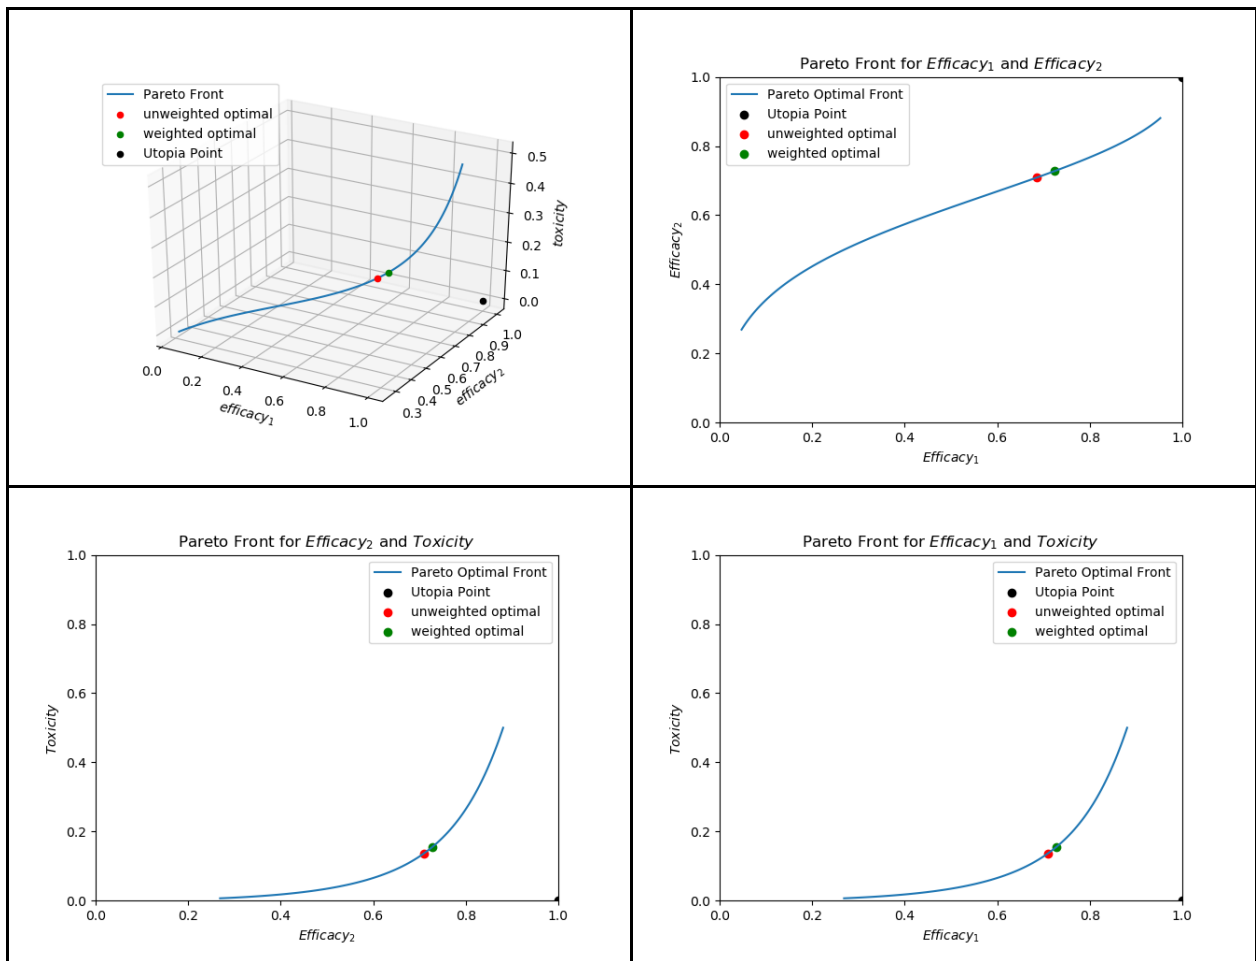 Pareto Front
unweighted optimal
weighted optimal
Utopia Point
0.5
0.4
0.3
0.2
0.1
0.0
toxicity
0.0
0.2
0.4
0.6
0.8
1.0
efficacy1
0.3
0.4
0.5
0.6
0.7
0.8
0.9
1.0
efficacy2
Pareto Front for Efficacy1 and Efficacy2
Pareto Optimal Front
Utopia Point
unweighted optimal
weighted optimal
1.0
0.8
0.6
0.4
0.2
0.0
Efficacy2
0.0 0.2 0.4 0.6 0.8 1.0
Efficacy1
Pareto Front for Efficacy2 and Toxicity
Pareto Optimal Front
Utopia Point
unweighted optimal
weighted optimal
1.0
0.8
0.6
0.4
0.2
0.0
Toxicity
0.0 0.2 0.4 0.6 0.8 1.0
Efficacy2
Pareto Front for Efficacy1 and Toxicity
Pareto Optimal Front
Utopia Point
unweighted optimal
weighted optimal
1.0
0.8
0.6
0.4
0.2
0.0
Toxicity
0.0 0.2 0.4 0.6 0.8 1.0
Efficacy1